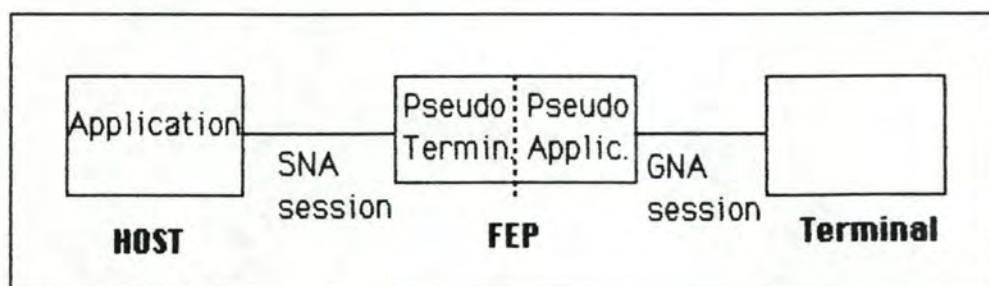 Application
SNA
session
HOST
Pseudo
Termin.
Pseudo
Applic.
FEP
GNA
session
Terminal